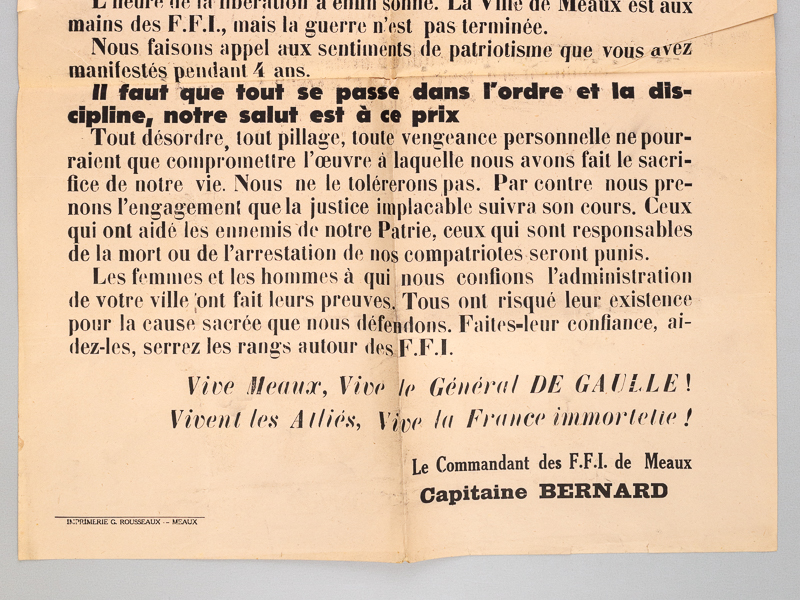 L'heure de la libération a enfin sonné. La Ville de Meaux est aux
mains des F.F.I., mais la guerre n'est pas terminée.
Nous faisons appel aux sentiments de patriotisme que vous avez
manifestés pendant 4 ans.
Il faut que tout se passe dans l'ordre et la dis-
cipline, notre salut est à ce prix
Tout désordre, tout pillage, toute vengeance personnelle ne pour-
raient que compromettre l'œuvre à laquelle nous avons fait le sacri-
fice de notre vie. Nous ne le tolérerons pas. Par contre nous pre-
nons l'engagement que la justice implacable suivra son cours. Ceux
qui ont aidé les ennemis de notre Patrie, ceux qui sont responsables
de la mort ou de l'arrestation de nos compatriotes seront punis.
Les femmes et les hommes à qui nous confions l'administration
de votre ville ont fait leurs preuves. Tous ont risqué leur existence
pour la cause sacrée que nous défendons. Faites-leur confiance, ai-
dez-les, serrez les rangs autour des F.F.I.
Vive Meaux, Vive le Général DE GAULLE !
Vivent les Alliés, Vive la France immortelle !
Le Commandant des F.F.I. de Meaux
Capitaine BERNARD
IMPRIMERIE G. ROUSSEAUX -- MEAUX